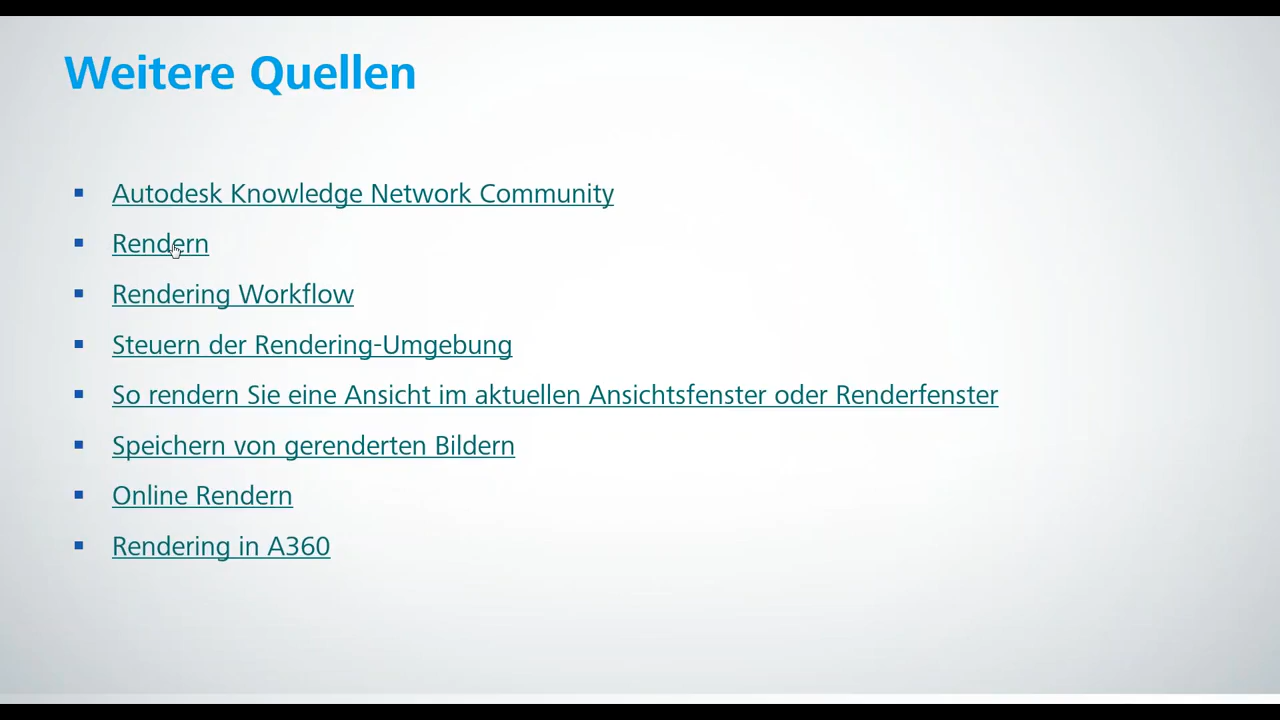 Weitere Quellen
Autodesk Knowledge Network Community
Rendern
Rendering Workflow
Steuern der Rendering-Umgebung
So rendern Sie eine Ansicht im aktuellen Ansichtsfenster oder Renderfenster
Speichern von gerenderten Bildern
Online Rendern
Rendering in A360